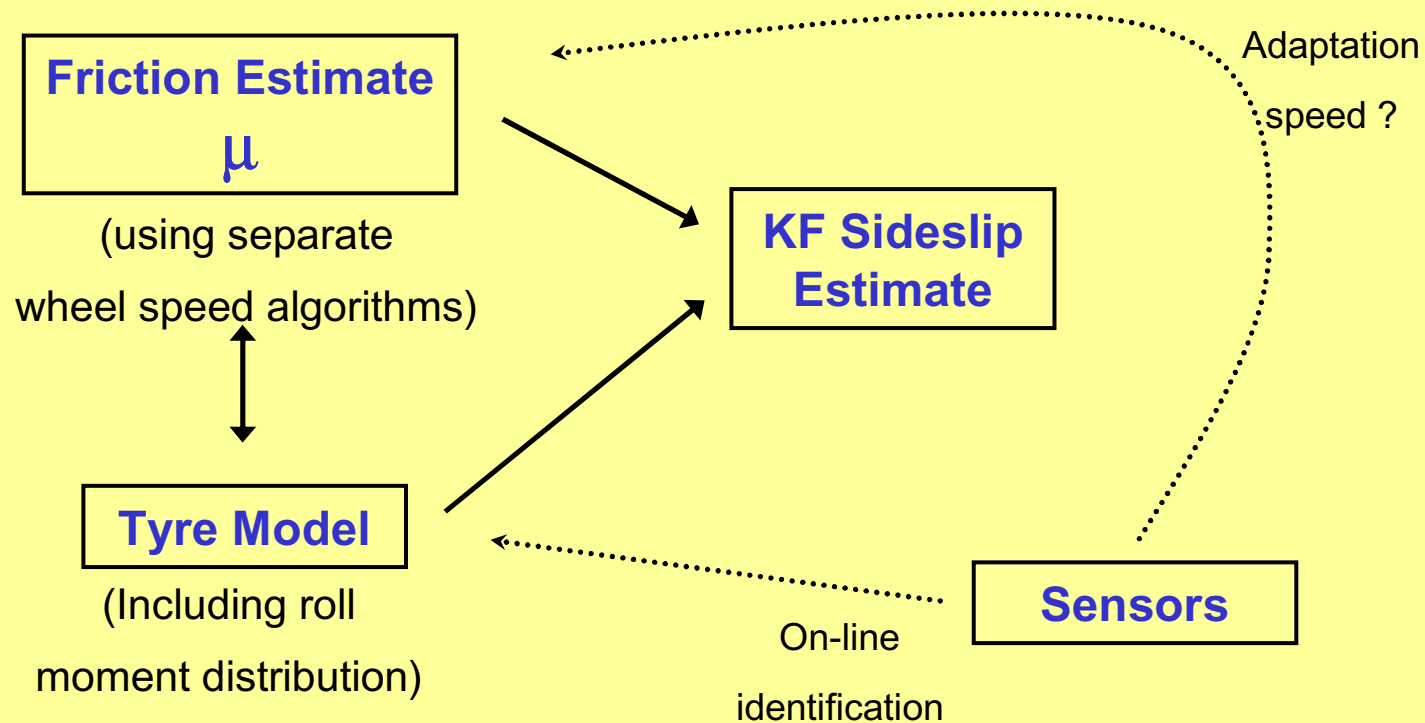 Friction Estimate
μ
(using separate
wheel speed algorithms)
Adaptation
speed ?
KF Sideslip
Estimate
Tyre Model
(Including roll
moment distribution)
Sensors
On-line
identification